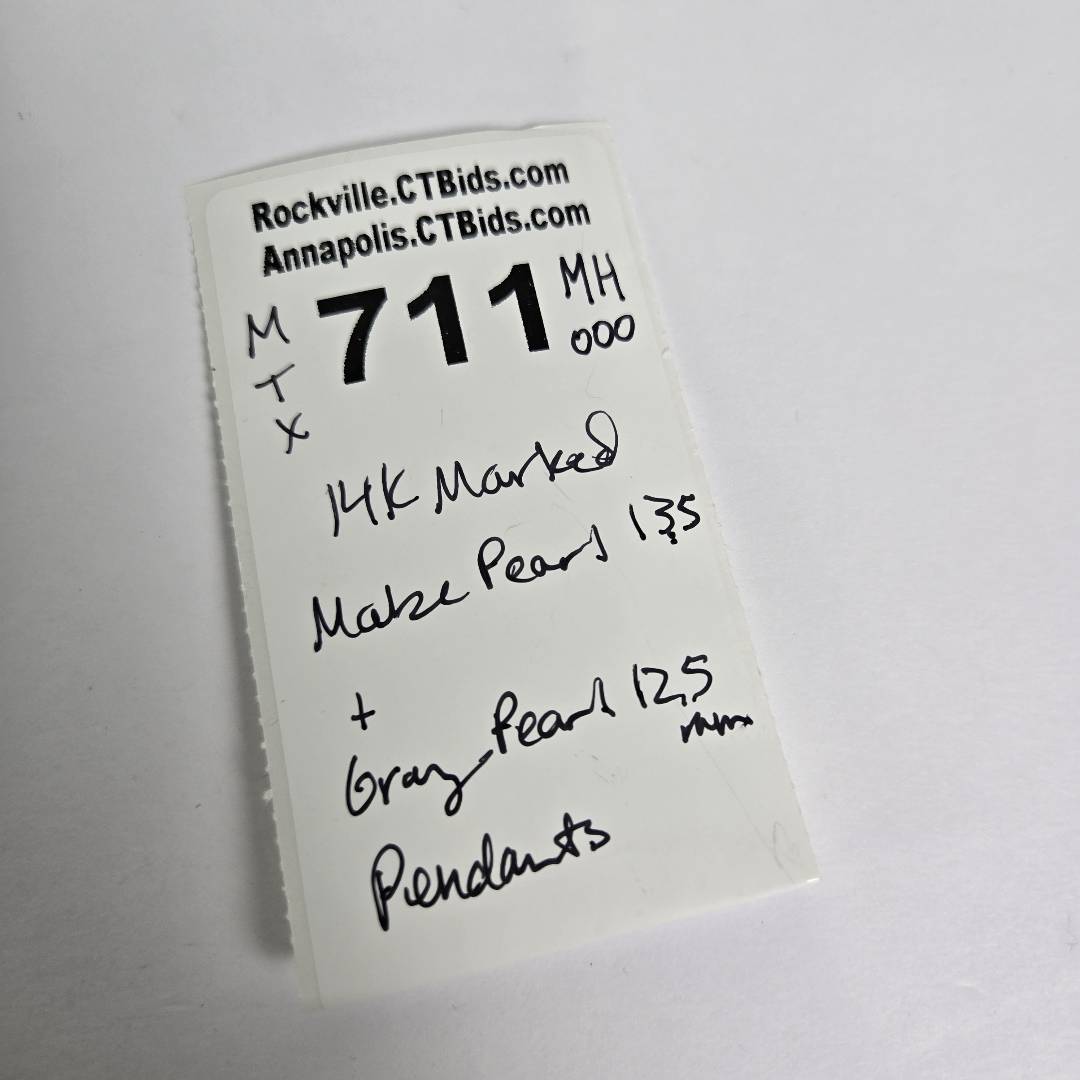 Rockville.CTBids.com
Annapolis.CTBids.com
M T X 711 MH 000
14K Marked
Mabe Pearl 13.5
+
Gray Pearl 12.5 mm
Pendants